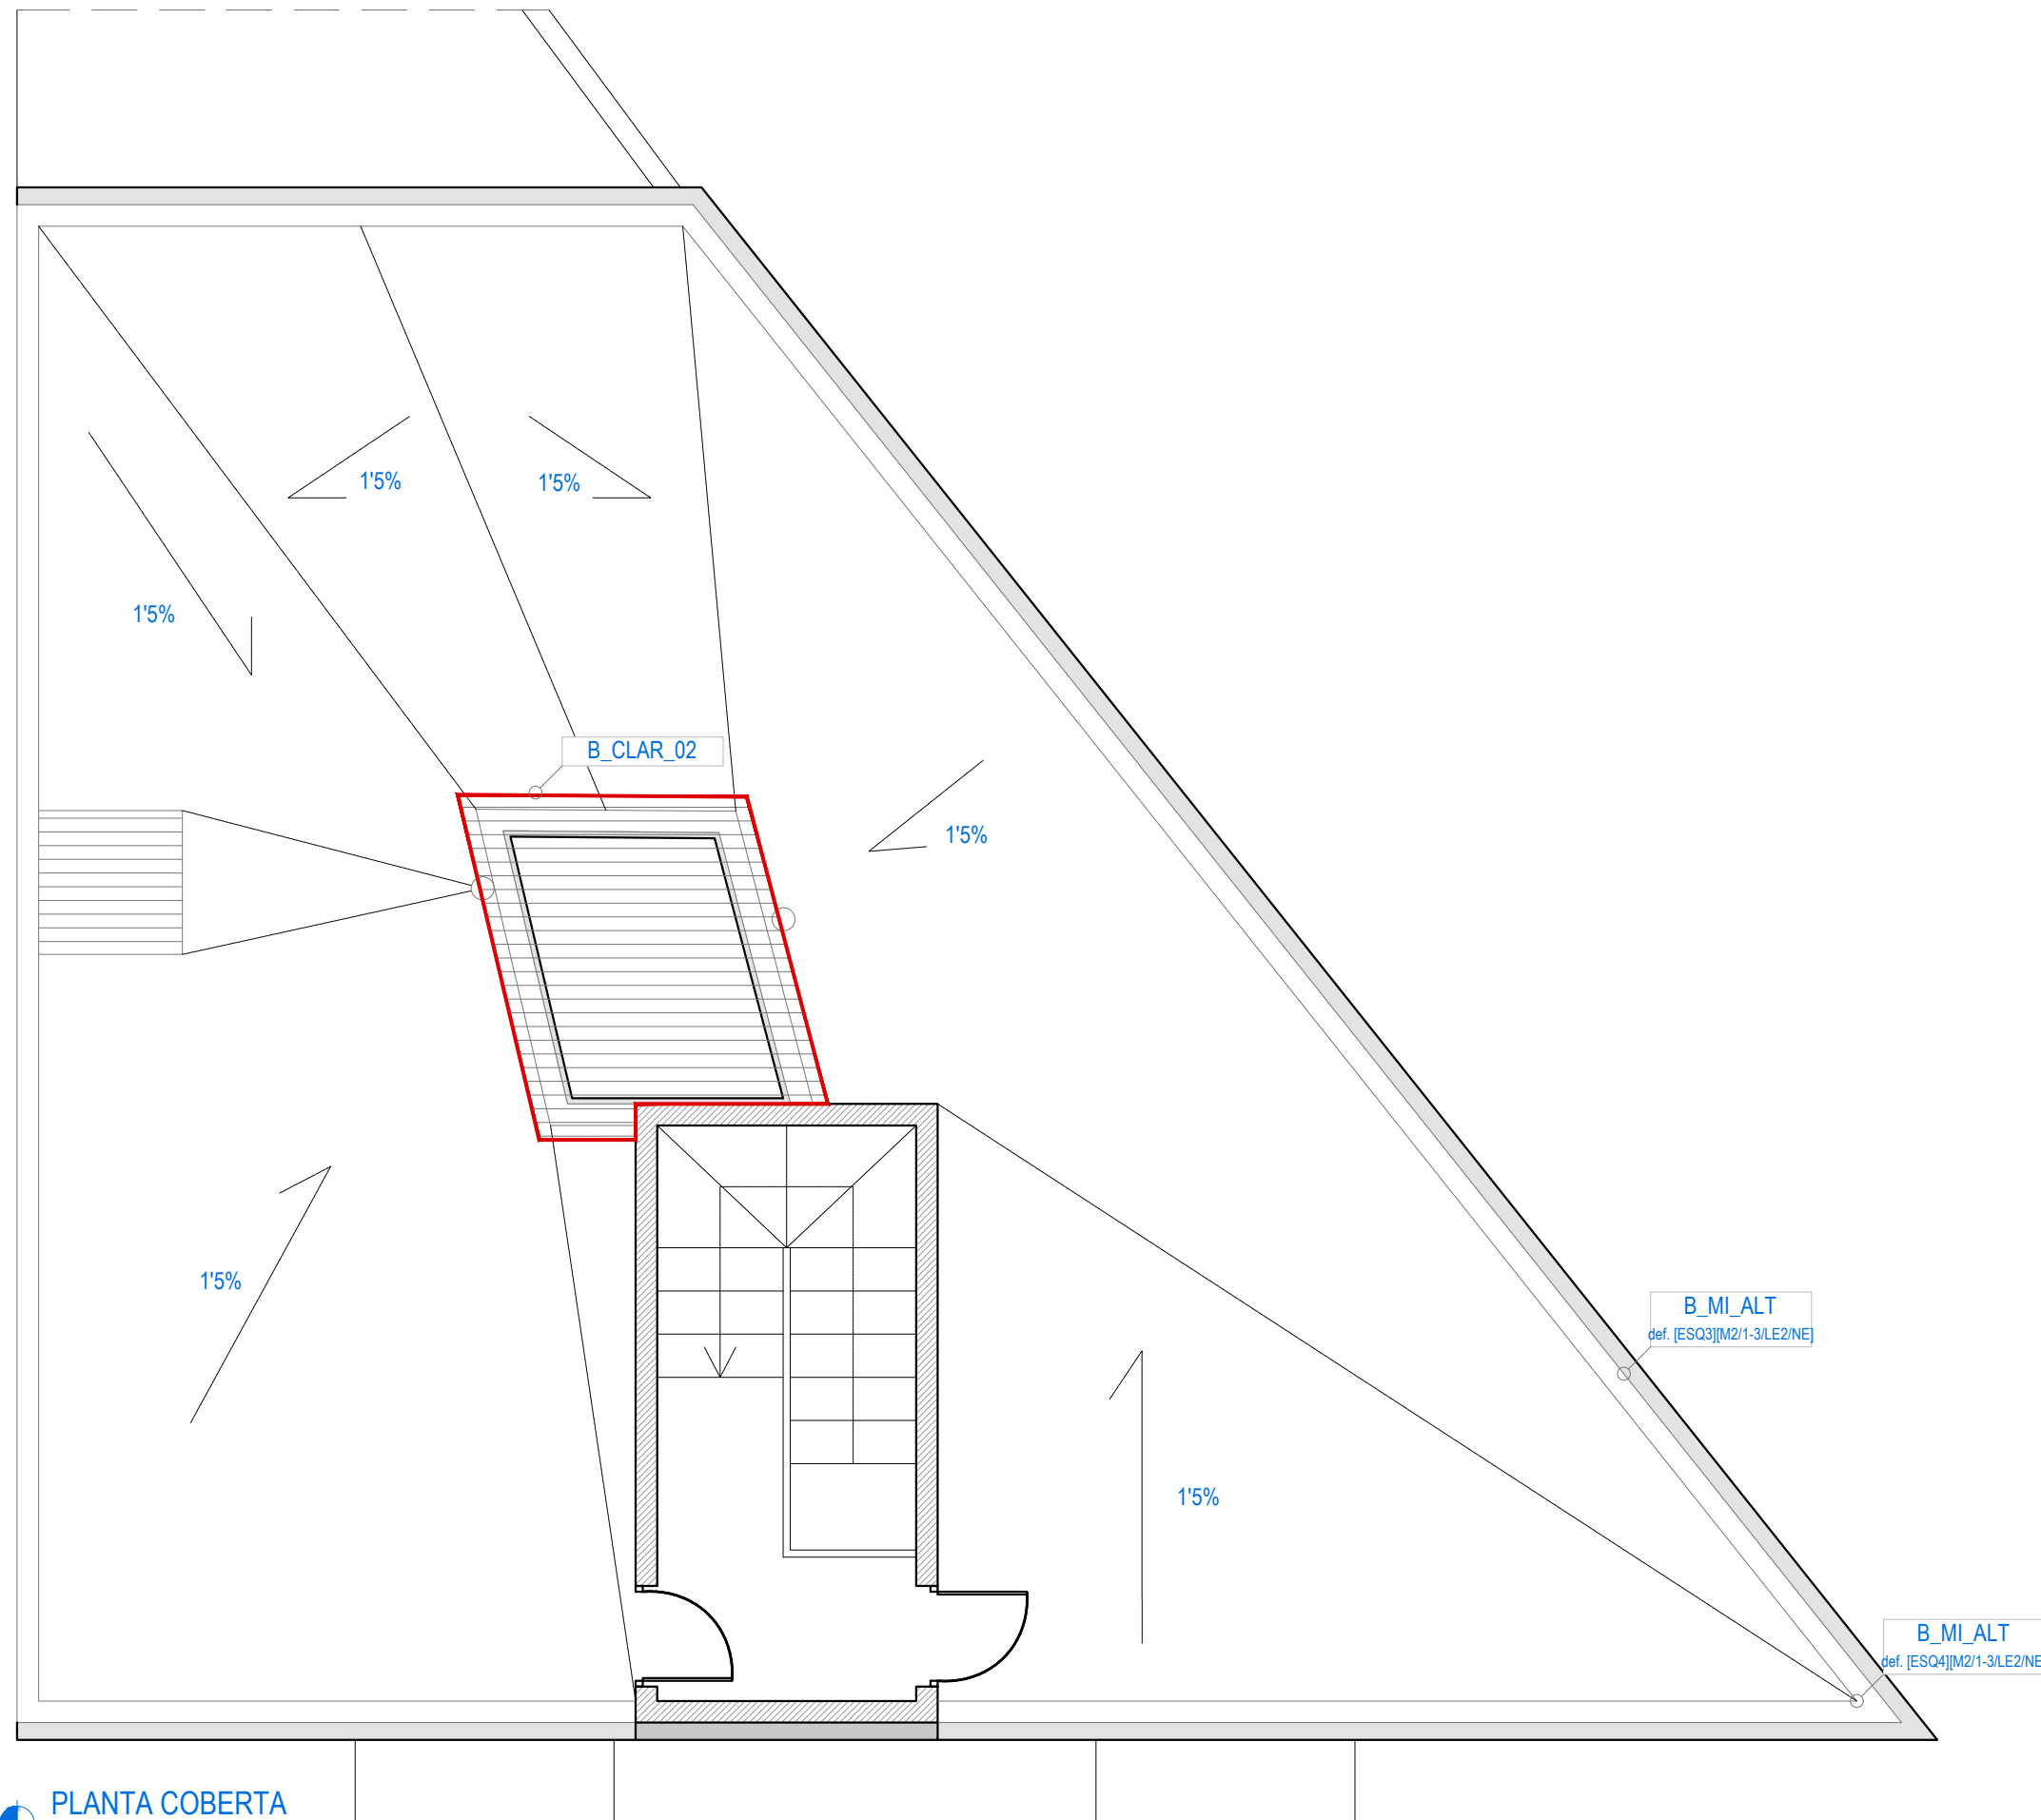 1'5%
1'5%
1'5%
B_CLAR_02
1'5%
1'5%
B_MI_ALT
def. [ESQ3][M2/1-3/LE2/NE]
1'5%
B_MI_ALT
def. [ESQ4][M2/1-3/LE2/NE
PLANTA COBERTA